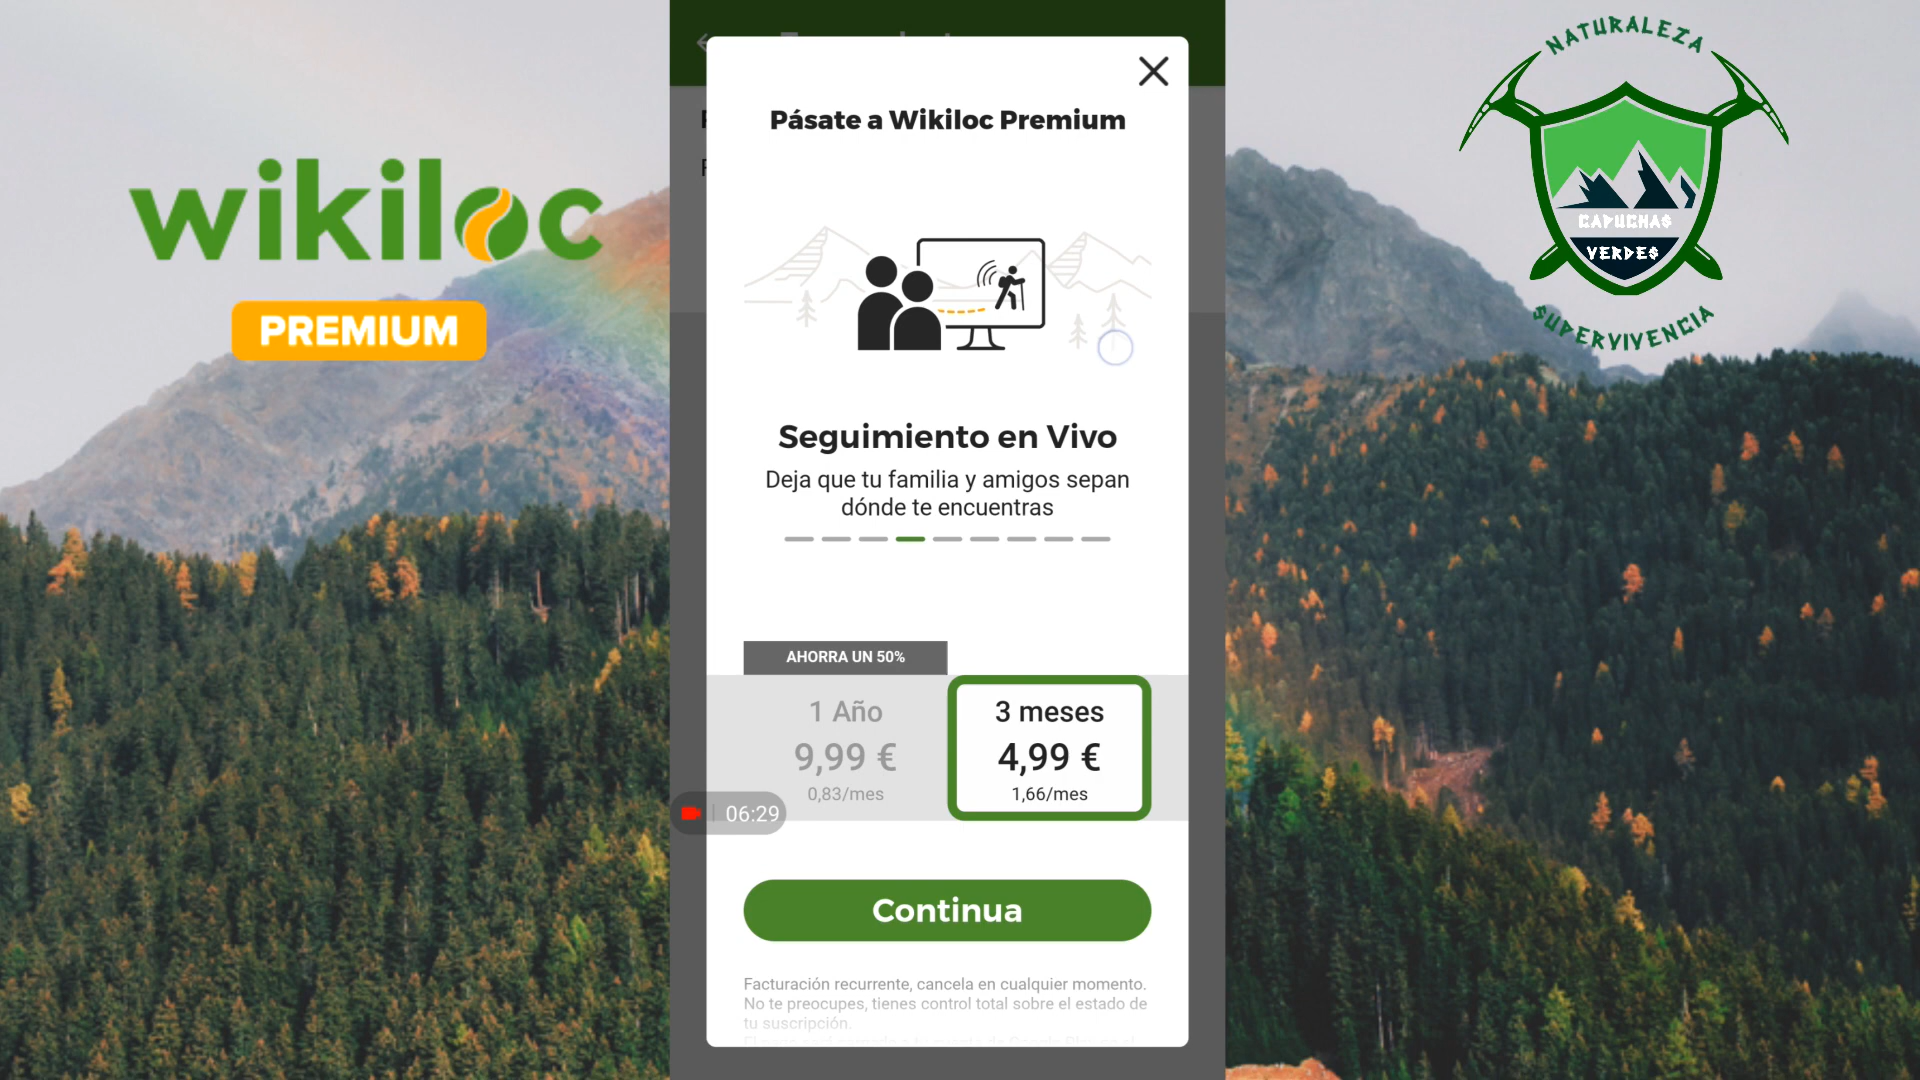 wikiloc
PREMIUM
Pásate a Wikiloc Premium
Seguimiento en Vivo
Deja que tu familia y amigos sepan
dónde te encuentras
AHORRA UN 50%
1 Año
9,99 €
0,83/mes
3 meses
4,99 €
1,66/mes
06:29
Continua
Facturación recurrente, cancela en cualquier momento.
No te preocupes, tienes control total sobre el estado de
tu suscripción.
NATURALEZA
CAPUCHAS
VERDES
SUPERVIVENCIA